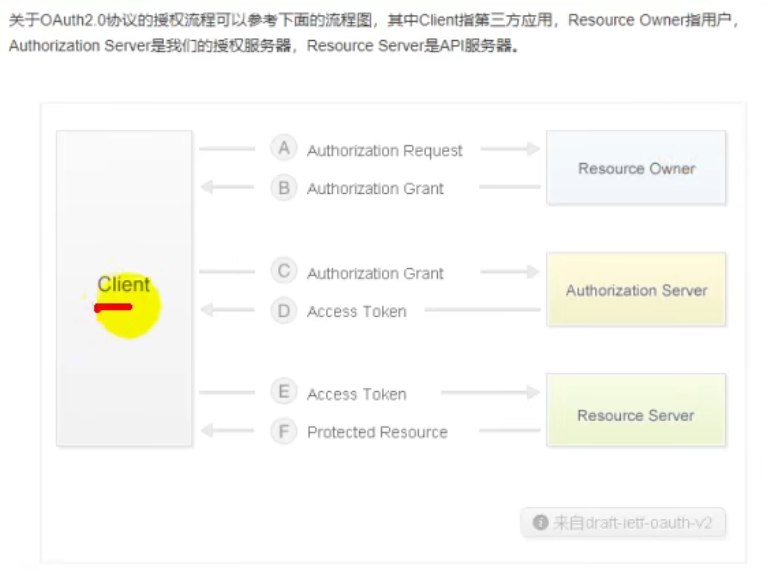 关于OAuth2.0协议的授权流程可以参考下面的流程图，其中Client指第三方应用，Resource Owner指用户，
Authorization Server是我们的授权服务器，Resource Server是API服务器。
Client
A Authorization Request
B Authorization Grant
Resource Owner
C Authorization Grant
D Access Token
Authorization Server
E Access Token
F Protected Resource
Resource Server
来自draft-ietf-oauth-v2